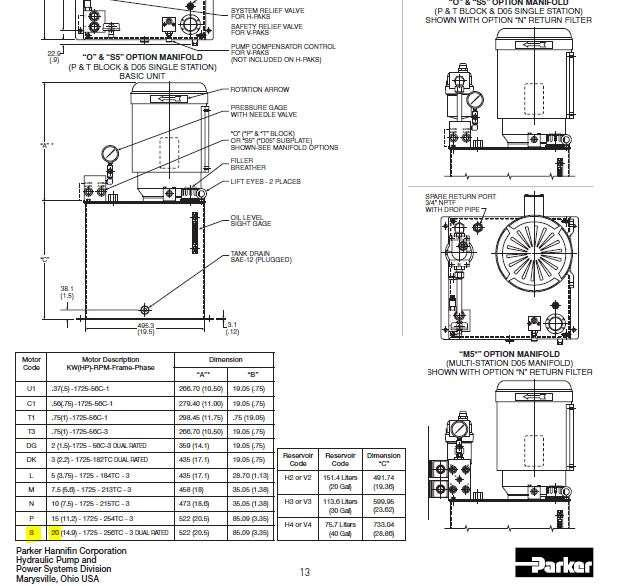 SYSTEM RELIEF VALVE
FOR H-PAKS
SAFETY RELIEF VALVE
FOR V-PAKS
22.9
(.9)
PUMP COMPENSATOR CONTROL
FOR V-PAKS
(NOT INCLUDED ON H-PAKS)
"O" & "S5" OPTION MANIFOLD
(P & T BLOCK & D05 SINGLE STATION)
BASIC UNIT
ROTATION ARROW
"A"*
PRESSURE GAGE
WITH NEEDLE VALVE
"O" ("P" & "T" BLOCK)
OR "S5" ("D05" SUBPLATE)
SHOWN-SEE MANIFOLD OPTIONS
FILLER
BREATHER
LIFT EYES - 2 PLACES
OIL LEVEL
SIGHT GAGE
"C"
TANK DRAIN
SAE-12 (PLUGGED)
38.1
(1.5)
495.3
(19.5)
3.1
(.12)
"O" & "S5" OPTION MANIFOLD
(P & T BLOCK & D05 SINGLE STATION)
SHOWN WITH OPTION "N" RETURN FILTER
SPARE RETURN PORT
3/4" NPTF
WITH DROP PIPE
"M5*" OPTION MANIFOLD
(MULTI-STATION D05 MANIFOLD)
SHOWN WITH OPTION "N" RETURN FILTER
Motor Code Motor Description KW(HP)-RPM-Frame-Phase Dimension
"A"* "B"
U1 .37(.5) -1725-56C-1 266.70 (10.50) 19.05 (.75)
C1 .56(.75) -1725-56C-1 279.40 (11.00) 19.05 (.75)
T1 .75(1) -1725-56C-1 298.45 (11.75) .75 (19.05)
T3 .75(1) -1725-56C-3 266.70 (10.50) 19.05 (.75)
DG 2 (1.5)-1725 - 56C-3 DUAL RATED 359 (14.1) 19.05 (.75)
DK 3 (2.2) - 1725-182TC DUAL RATED 435 (17.1) 19.05 (.75)
L 5 (3.75) - 1725 - 184TC - 3 435 (17.1) 28.70 (1.13)
M 7.5 (5.6) - 1725 - 213TC - 3 458 (18) 35.05 (1.38)
N 10 (7.5) - 1725 - 215TC - 3 473 (18.6) 35.05 (1.38)
P 15 (11.2) - 1725 - 254TC - 3 522 (20.5) 85.09 (3.35)
20 (14.9) - 1725 - 256TC - 3 DUAL RATED 522 (20.5) 85.09 (3.35)
Reservoir Code Reservoir Code Dimension "C"
H2 or V2 151.4 Liters (20 Gal) 491.74 (19.36)
H3 or V3 113.6 Liters (30 Gal) 599.95 (23.62)
H4 or V4 75.7 Liters (40 Gal) 733.04 (28.86)
Parker Hannifin Corporation
Hydraulic Pump and
Power Systems Division
Marysville, Ohio USA
13
Parker